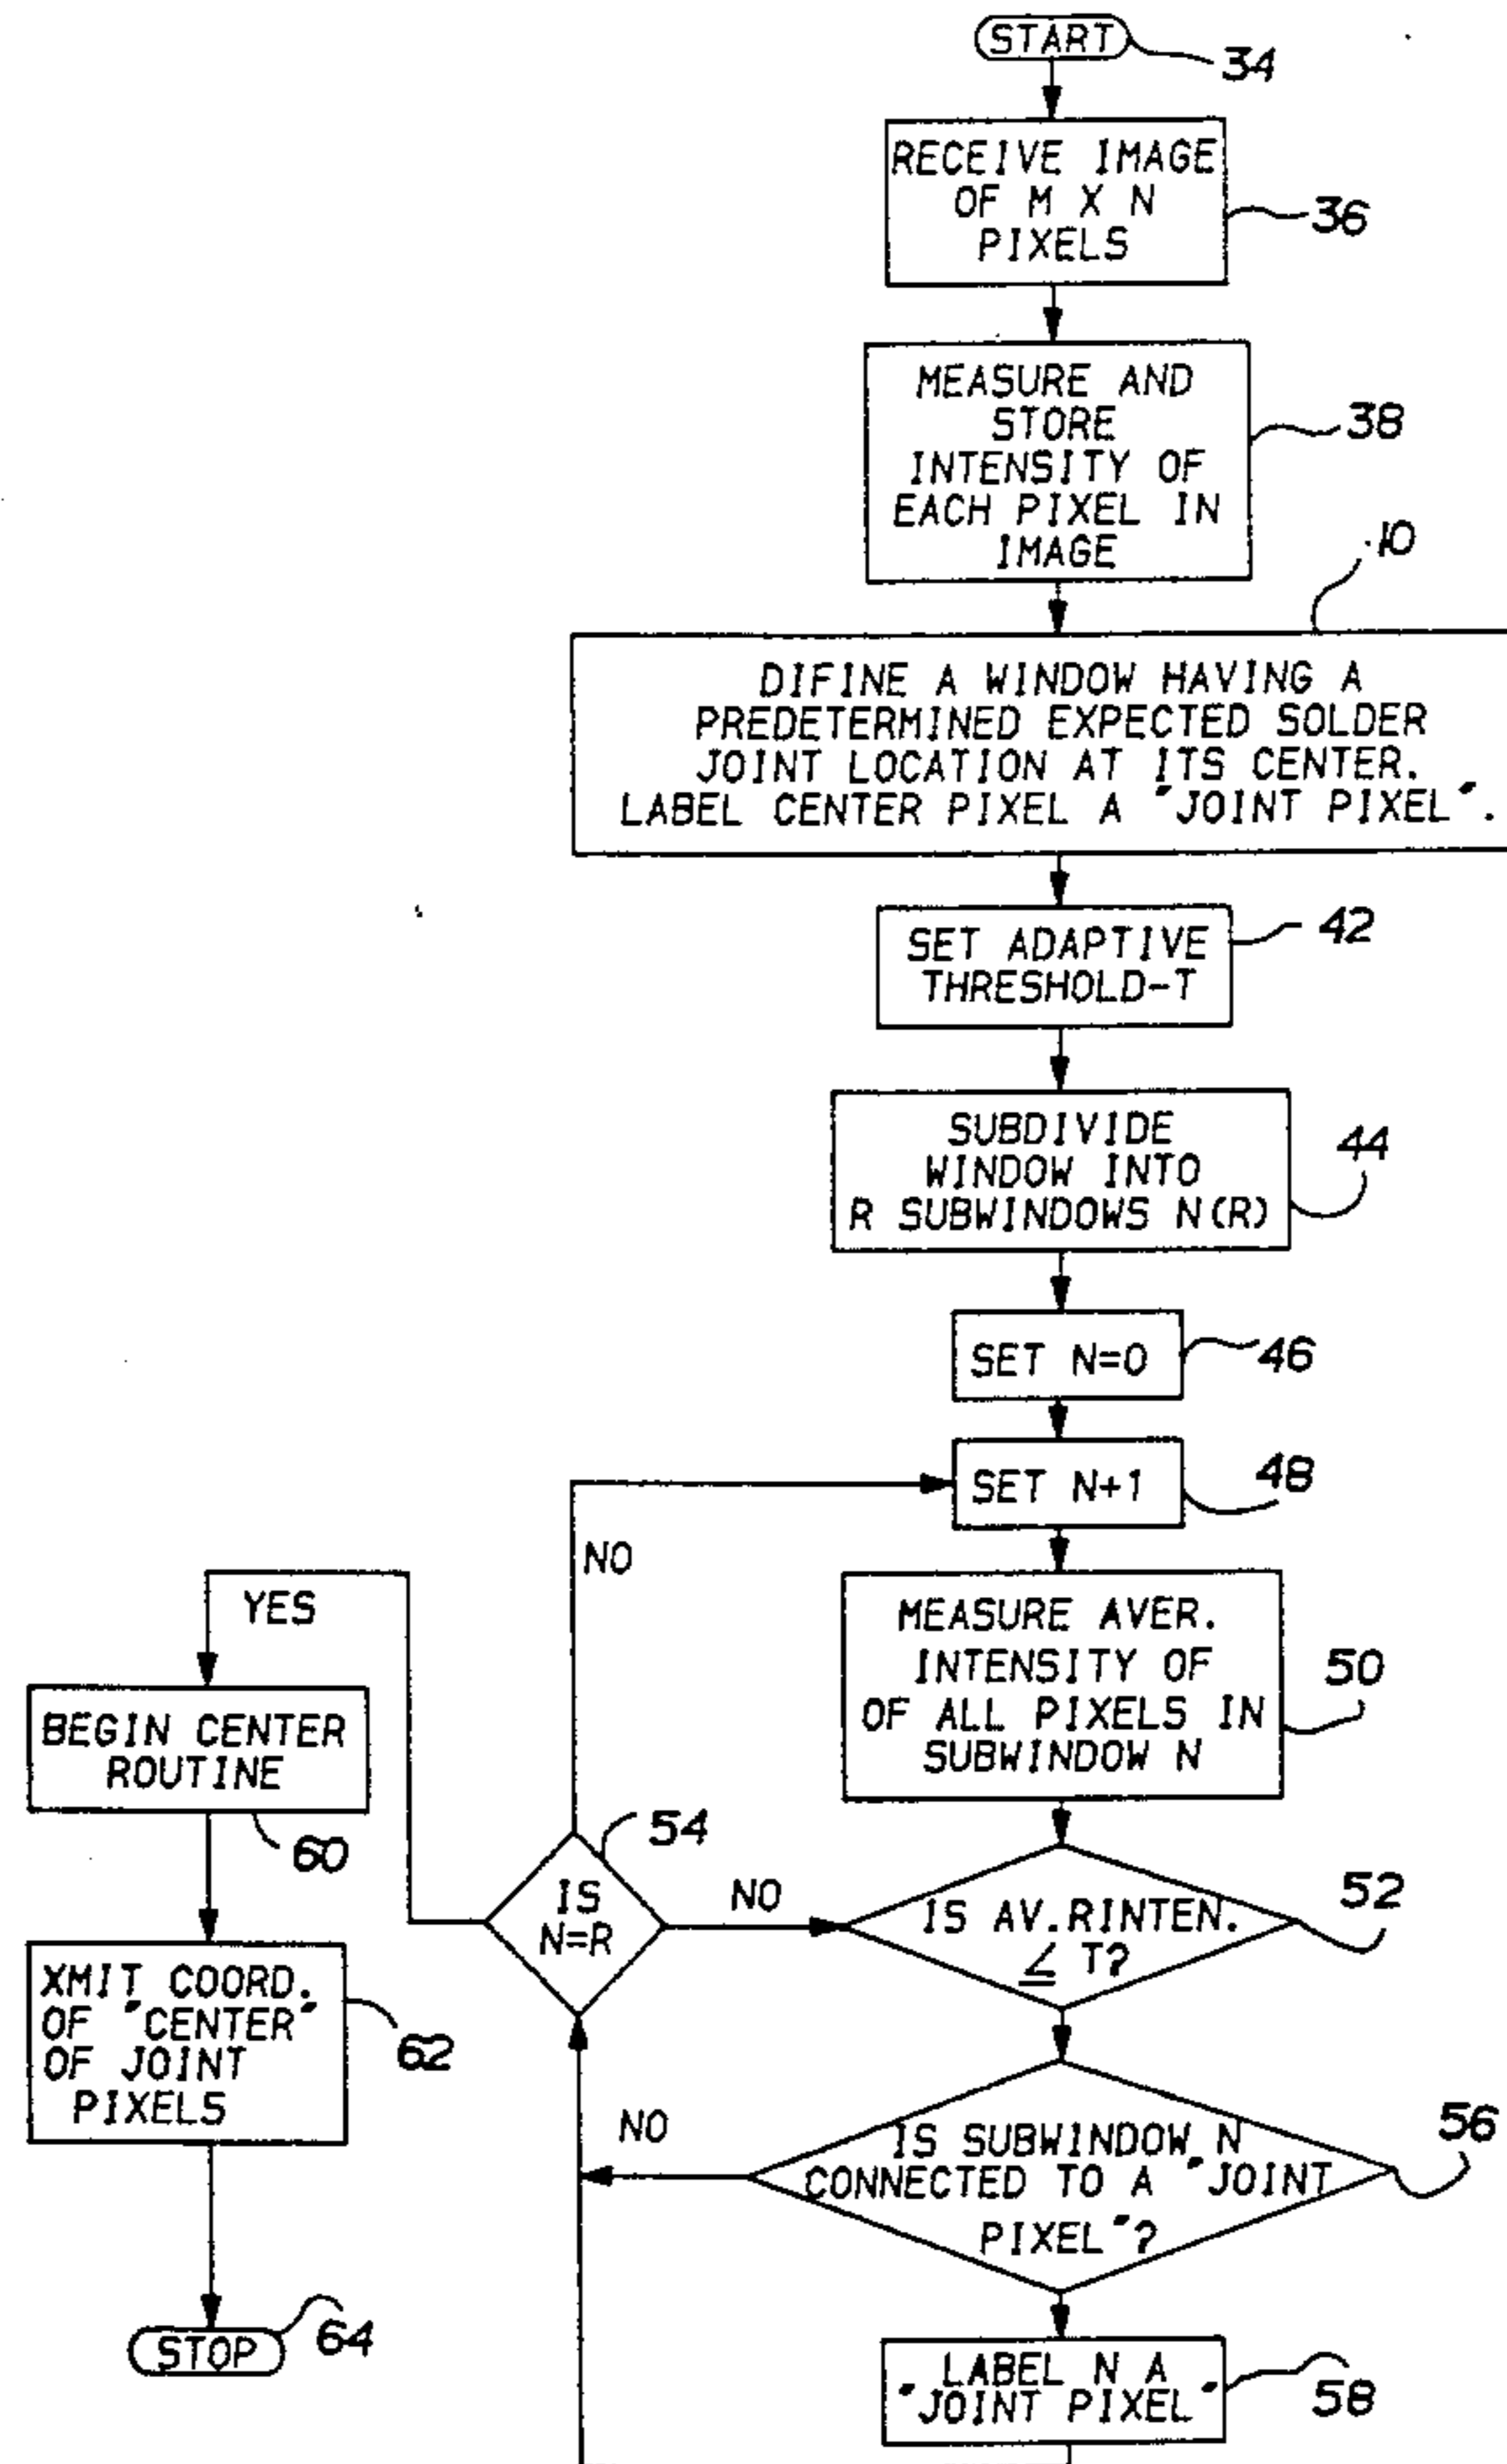 START
34
RECEIVE IMAGE
OF M X N
PIXELS
36
MEASURE AND
STORE
INTENSITY OF
EACH PIXEL IN
IMAGE
38
10
DIFINE A WINDOW HAVING A
PREDETERMINED EXPECTED SOLDER
JOINT LOCATION AT ITS CENTER.
LABEL CENTER PIXEL A "JOINT PIXEL".
SET ADAPTIVE
THRESHOLD-T
42
SUBDIVIDE
WINDOW INTO
R SUBWINDOWS N(R)
44
SET N=0
46
SET N+1
48
NO
YES
MEASURE AVER.
INTENSITY OF
OF ALL PIXELS IN
SUBWINDOW N
50
BEGIN CENTER
ROUTINE
60
IS
N=R
54
NO
IS AV.RINTEN.
≤ T?
52
XMIT COORD.
OF "CENTER"
OF JOINT
PIXELS
62
NO
IS SUBWINDOW N
CONNECTED TO A "JOINT
PIXEL"?
56
STOP
64
LABEL N A
"JOINT PIXEL"
58